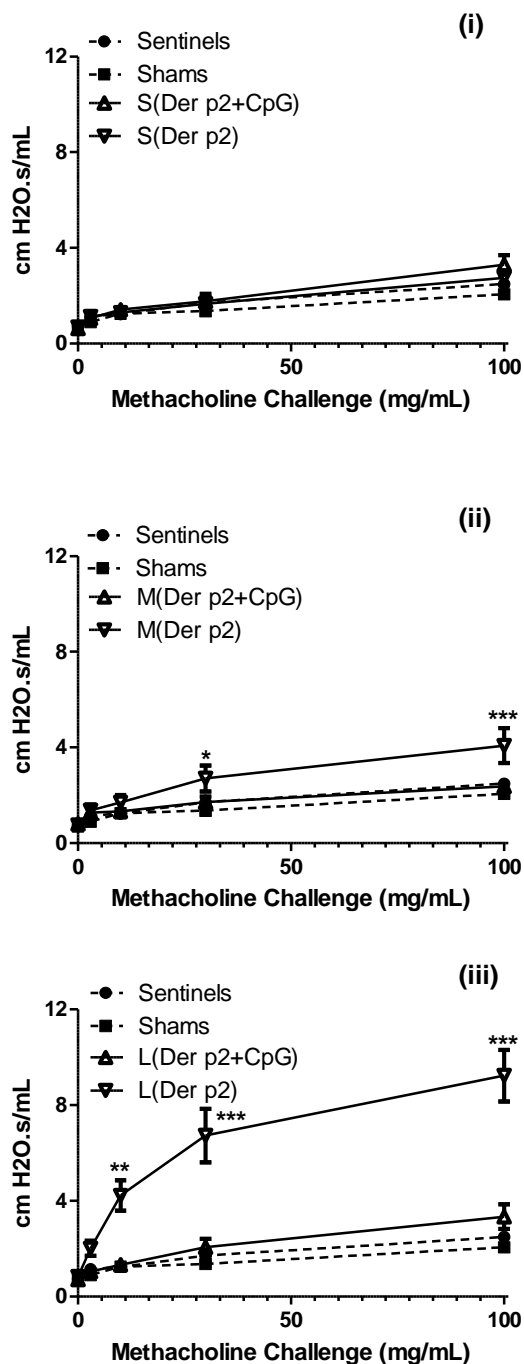 (i)
Sentinels
Shams
S(Der p2+CpG)
S(Der p2)
12
8
4
0
cm H2O.s/mL
0 50 100
Methacholine Challenge (mg/mL)
(ii)
Sentinels
Shams
M(Der p2+CpG)
M(Der p2)
12
8
4
0
cm H2O.s/mL
*
***
0 50 100
Methacholine Challenge (mg/mL)
(iii)
Sentinels
Shams
L(Der p2+CpG)
L(Der p2)
12
8
4
0
cm H2O.s/mL
**
***
***
0 50 100
Methacholine Challenge (mg/mL)